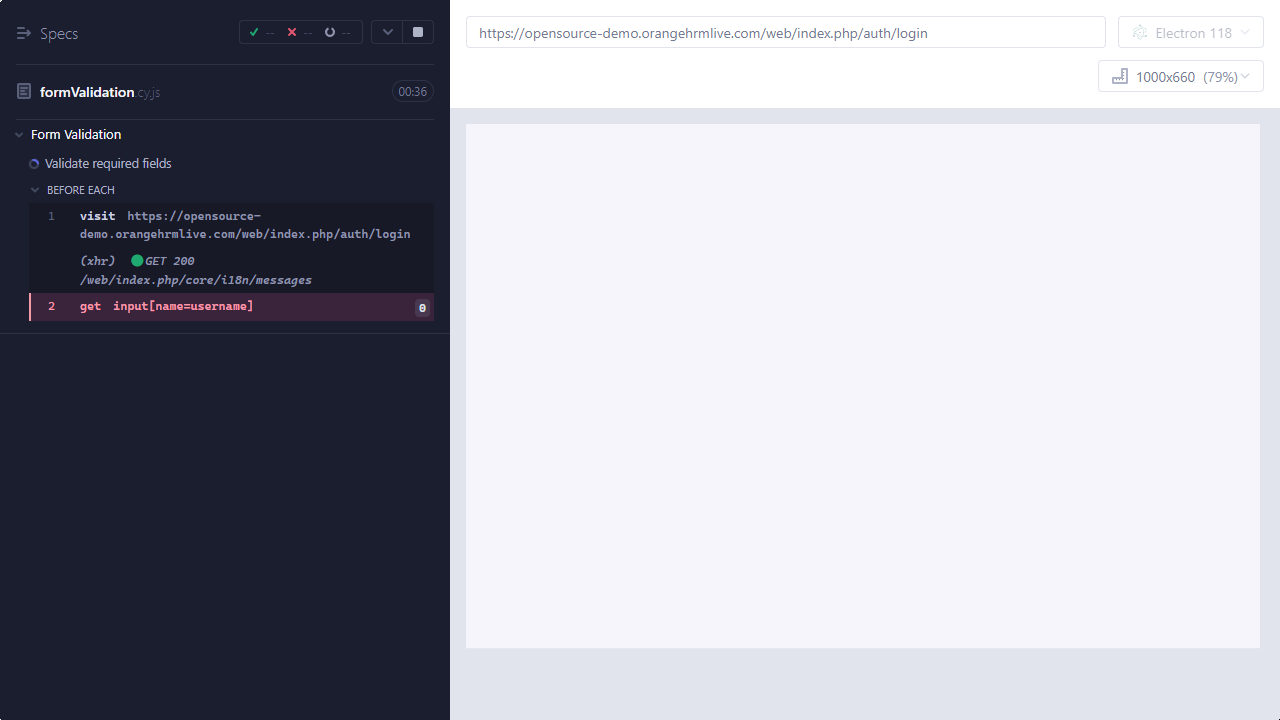 Specs
--
--
--
formValidation.cy.js
00:36
Form Validation
Validate required fields
BEFORE EACH
1 visit https://opensource-
demo.orangehrmlive.com/web/index.php/auth/login
(xhr) GET 200
/web/index.php/core/i18n/messages
2 get input[name=username] 0
https://opensource-demo.orangehrmlive.com/web/index.php/auth/login
Electron 118
1000x660 (79%)